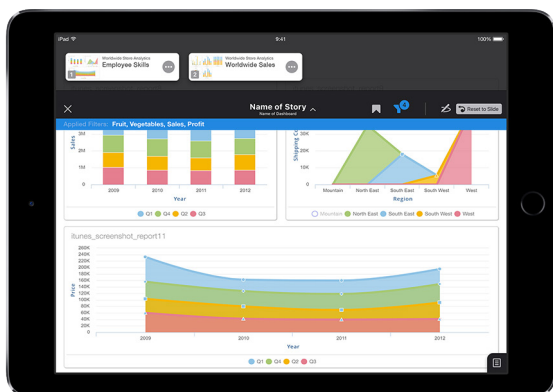 iPad
9:41
100%
Worldwide Store Analytics
Employee Skills
1
Worldwide Store Analytics
Worldwide Sales
3
Name of Story
Name of Dashboard
4
Reset to Slide
Applied Filters: Fruit, Vegetables, Sales, Profit
Sales
3M
2M
1M
0
2009 2010 2011 2012
Year
Q1 Q4 Q2 Q3
Shipping C
30K
20K
10K
0
Mountain North East South East South West West
Region
Mountain North East South East South West West
itunes_screenshot_report11
Price
260K
240K
220K
200K
180K
160K
140K
120K
100K
80K
60K
40K
20K
0
2009 2010 2011 2012
Year
Q1 Q4 Q2 Q3